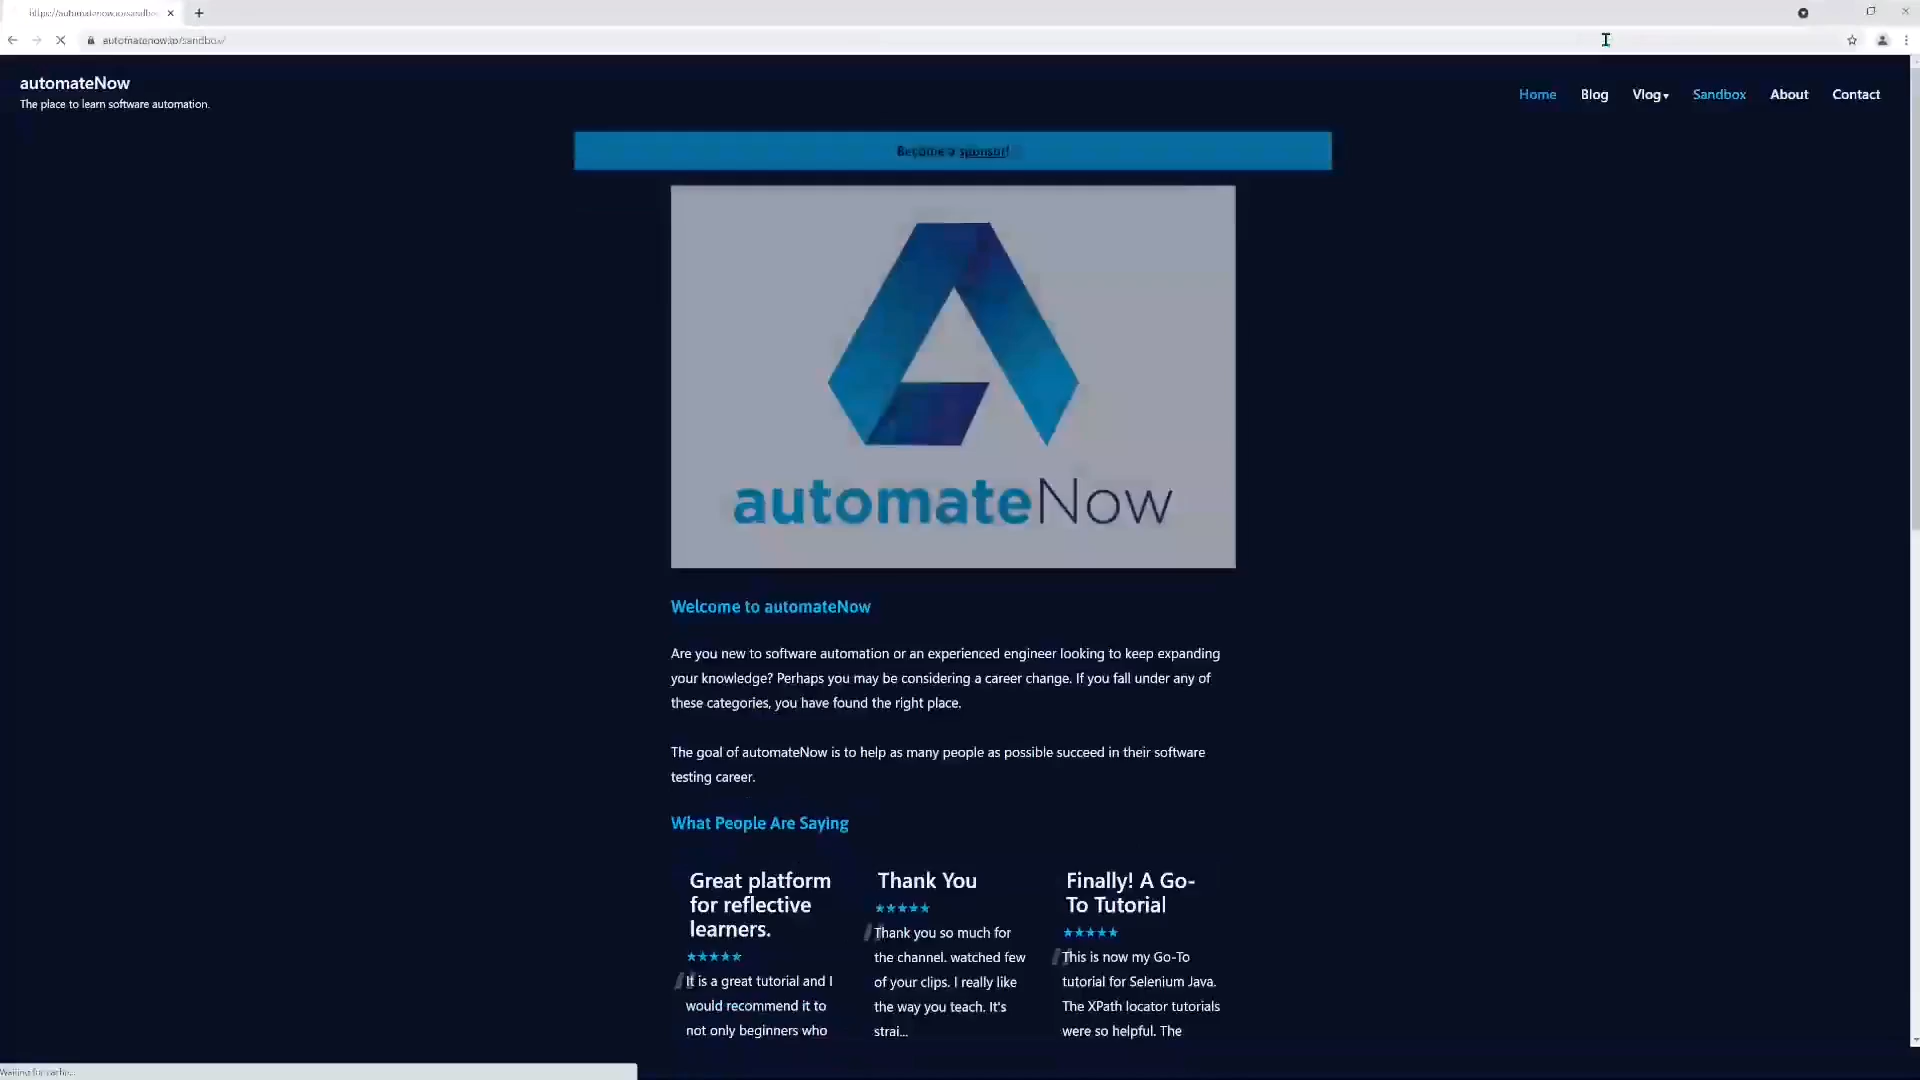 automateNow
The place to learn software automation.
Home Blog Vlog▾ Sandbox About Contact
Become a sponsor!
automateNow
Welcome to automateNow
Are you new to software automation or an experienced engineer looking to keep expanding
your knowledge? Perhaps you may be considering a career change. If you fall under any of
these categories, you have found the right place.
The goal of automateNow is to help as many people as possible succeed in their software
testing career.
What People Are Saying
Great platform
for reflective
learners.
★★★★★
It is a great tutorial and I
would recommend it to
not only beginners who
Thank You
★★★★★
Thank you so much for
the channel. watched few
of your clips. I really like
the way you teach. It's
strai...
Finally! A Go-
To Tutorial
★★★★★
This is now my Go-To
tutorial for Selenium Java.
The XPath locator tutorials
were so helpful. The
Waiting for cache...